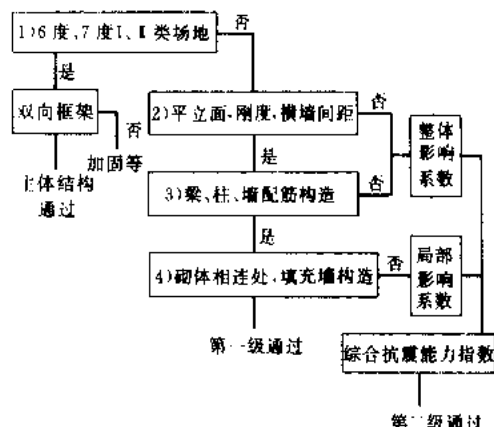 1)6度,7度Ⅰ、Ⅱ类场地
否
是
双向框架
否
加固等
主体结构
通过
2)平立面、刚度,横墙间距
否
是
3)梁、柱、墙配筋构造
否
是
4)砌体相连处、填充墙构造
否
整体
影响
系数
局部
影响
系数
第一级通过
综合抗震能力指数
第二级通过